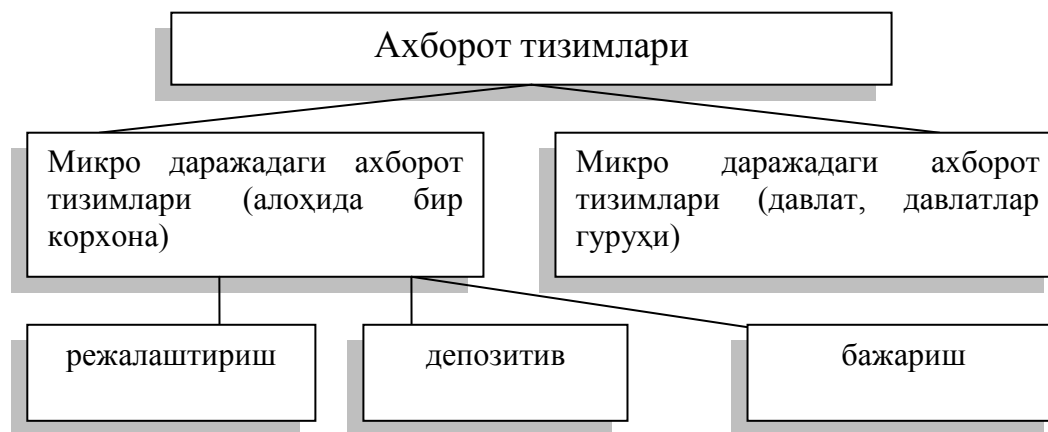 Ахборот тизимлари
Микро даражадаги ахборот
тизимлари (алоҳида бир
корхона)
Микро даражадаги ахборот
тизимлари (давлат, давлатлар
гуруҳи)
режалаштириш
депозитив
бажариш